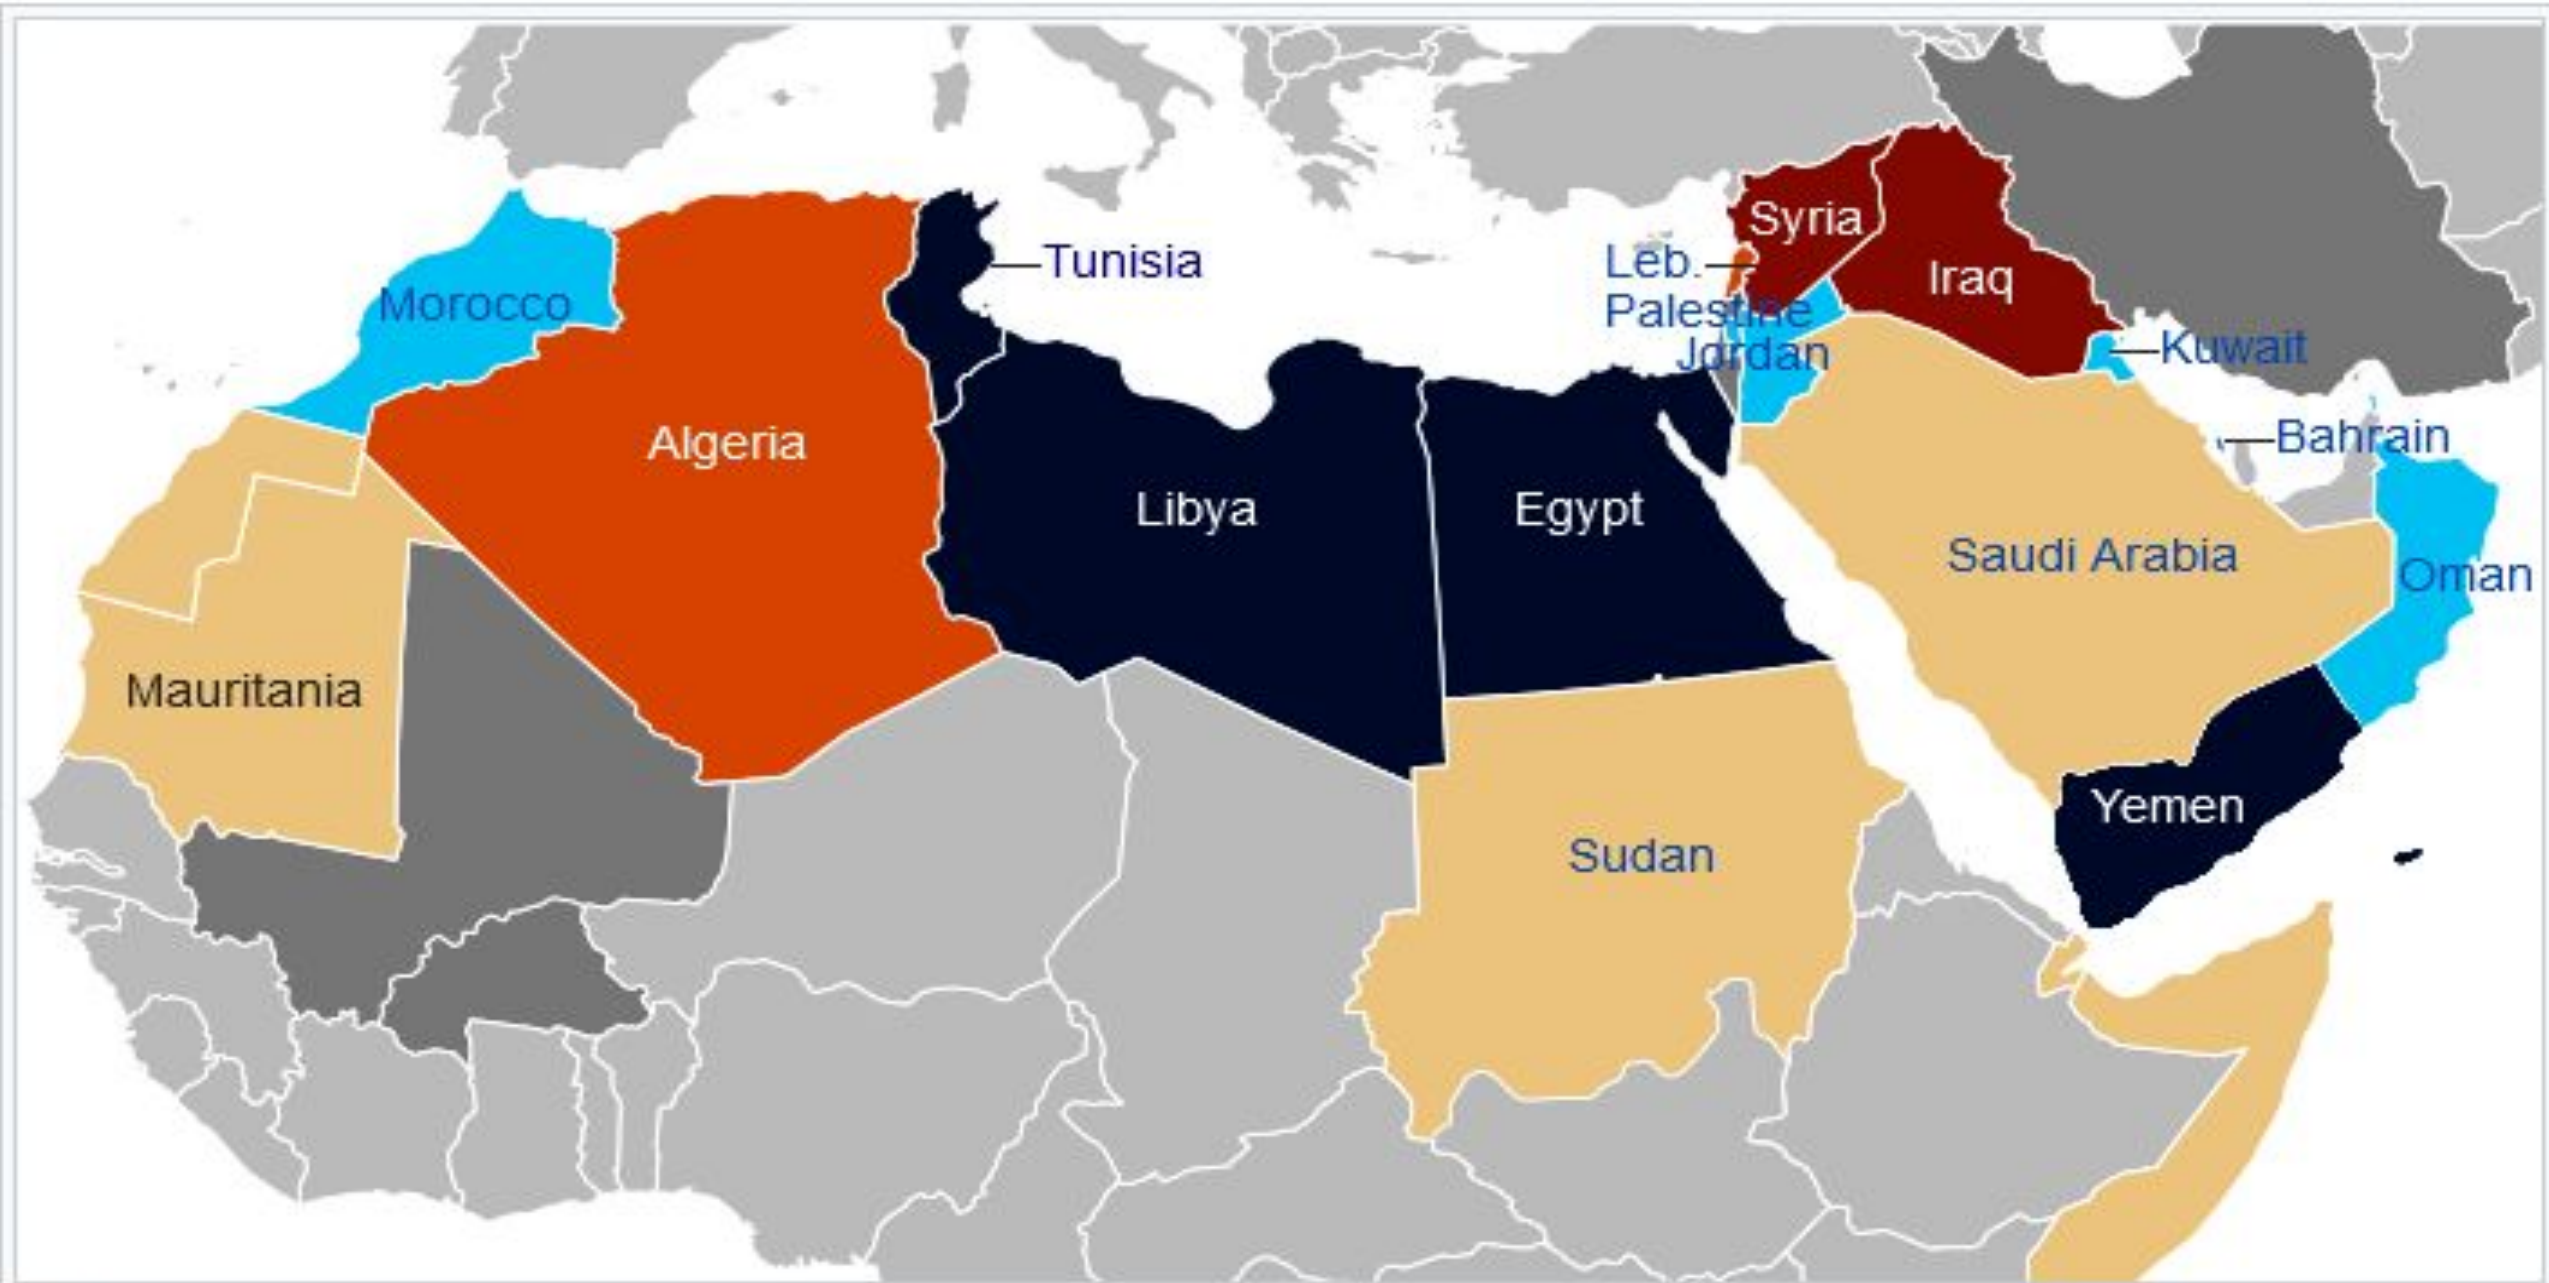 Syria
Leb.
Tunisia
Iraq
Morocco
Palestine
Jordan
Kuwait
Algeria
Bahrain
Libya
Egypt
Saudi Arabia
Oman
Mauritania
Yemen
Sudan